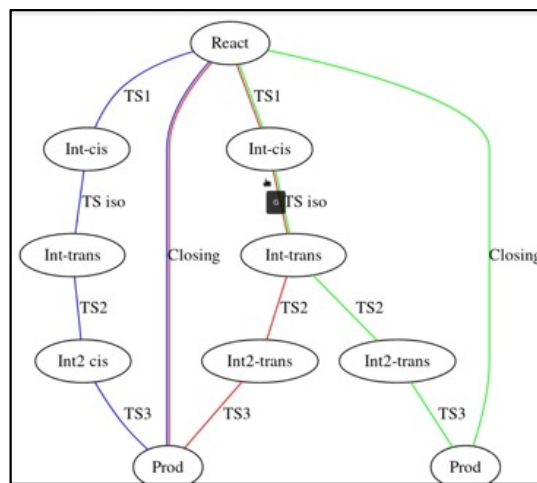 React
TS1 TS1
Int-cis Int-cis
TS iso G TS iso
Int-trans Closing Int-trans Closing
TS2 TS2 TS2
Int2 cis Int2-trans Int2-trans
TS3 TS3 TS3
Prod Prod